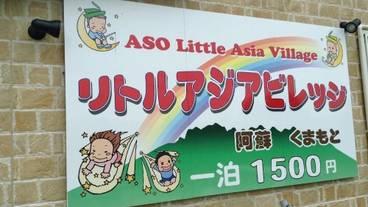 ASO Little Asia Village
リトルアジアビレッジ
阿蘇 くまもと
一泊 1500円